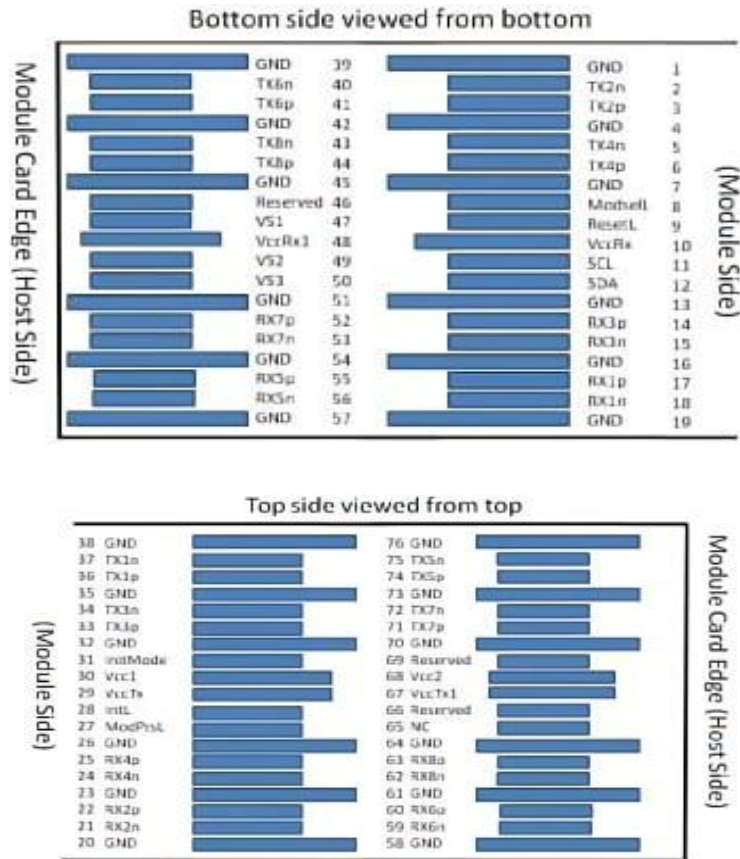 Bottom side viewed from bottom
Module Card Edge (Host Side)
GND 39
TX6n 40
TX6p 41
GND 42
TX8n 43
TX8p 44
GND 45
Reserved 46
VS1 47
VccRx1 48
VS2 49
VS3 50
GND 51
RX7p 52
RX7n 53
GND 54
RX5p 55
RX5n 56
GND 57
GND 1
TX2n 2
TX2p 3
GND 4
TX4n 5
TX4p 6
GND 7
ModselL 8
ResetL 9
VccRx 10
SCL 11
SDA 12
GND 13
RX3p 14
RX3n 15
GND 16
RX1p 17
RX1n 18
GND 19
(Module Side)
Top side viewed from top
(Module Side)
38 GND
37 TX1n
36 TX1p
35 GND
34 TX3n
33 TX3p
32 GND
31 InitMode
30 Vcc1
29 VccTx
28 IntL
27 ModPrsL
26 GND
25 RX4p
24 RX4n
23 GND
22 RX2p
21 RX2n
20 GND
76 GND
75 TX5n
74 TX5p
73 GND
72 TX7n
71 TX7p
70 GND
69 Reserved
68 Vcc2
67 VccTx1
66 Reserved
65 NC
64 GND
63 RX8p
62 RX8n
61 GND
60 RX6p
59 RX6n
58 GND
Module Card Edge (Host Side)